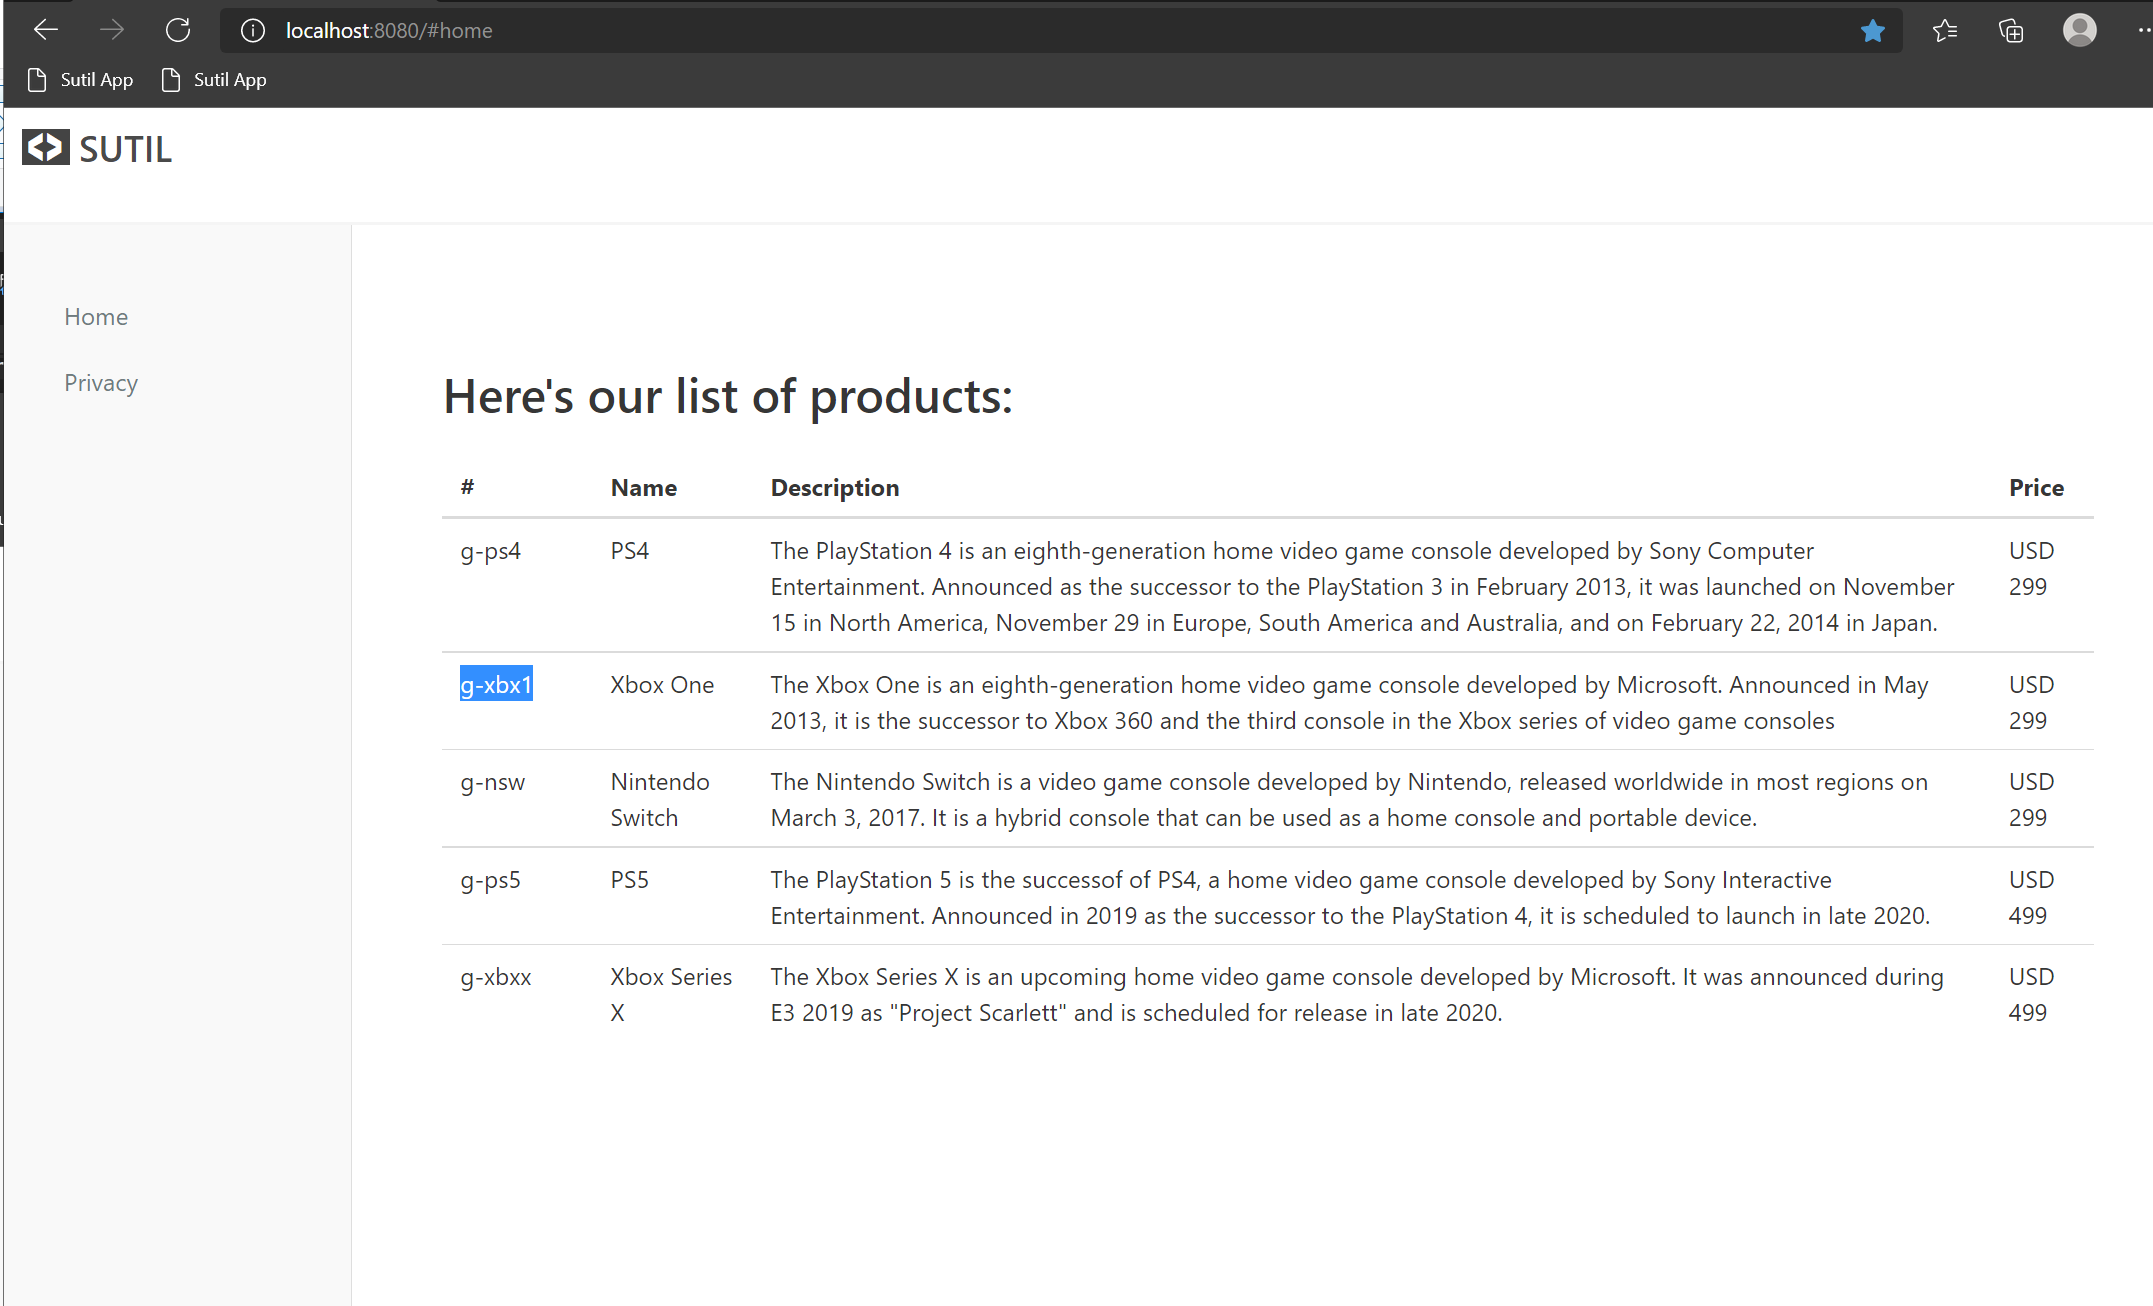 localhost:8080/#home
Sutil App Sutil App
SUTIL
Home
Privacy
Here's our list of products:
# Name Description Price
g-ps4 PS4 The PlayStation 4 is an eighth-generation home video game console developed by Sony Computer USD
Entertainment. Announced as the successor to the PlayStation 3 in February 2013, it was launched on November 299
15 in North America, November 29 in Europe, South America and Australia, and on February 22, 2014 in Japan.
g-xbx1 Xbox One The Xbox One is an eighth-generation home video game console developed by Microsoft. Announced in May USD
2013, it is the successor to Xbox 360 and the third console in the Xbox series of video game consoles 299
g-nsw Nintendo The Nintendo Switch is a video game console developed by Nintendo, released worldwide in most regions on USD
Switch March 3, 2017. It is a hybrid console that can be used as a home console and portable device. 299
g-ps5 PS5 The PlayStation 5 is the successof of PS4, a home video game console developed by Sony Interactive USD
Entertainment. Announced in 2019 as the successor to the PlayStation 4, it is scheduled to launch in late 2020. 499
g-xbxx Xbox Series The Xbox Series X is an upcoming home video game console developed by Microsoft. It was announced during USD
X E3 2019 as "Project Scarlett" and is scheduled for release in late 2020. 499